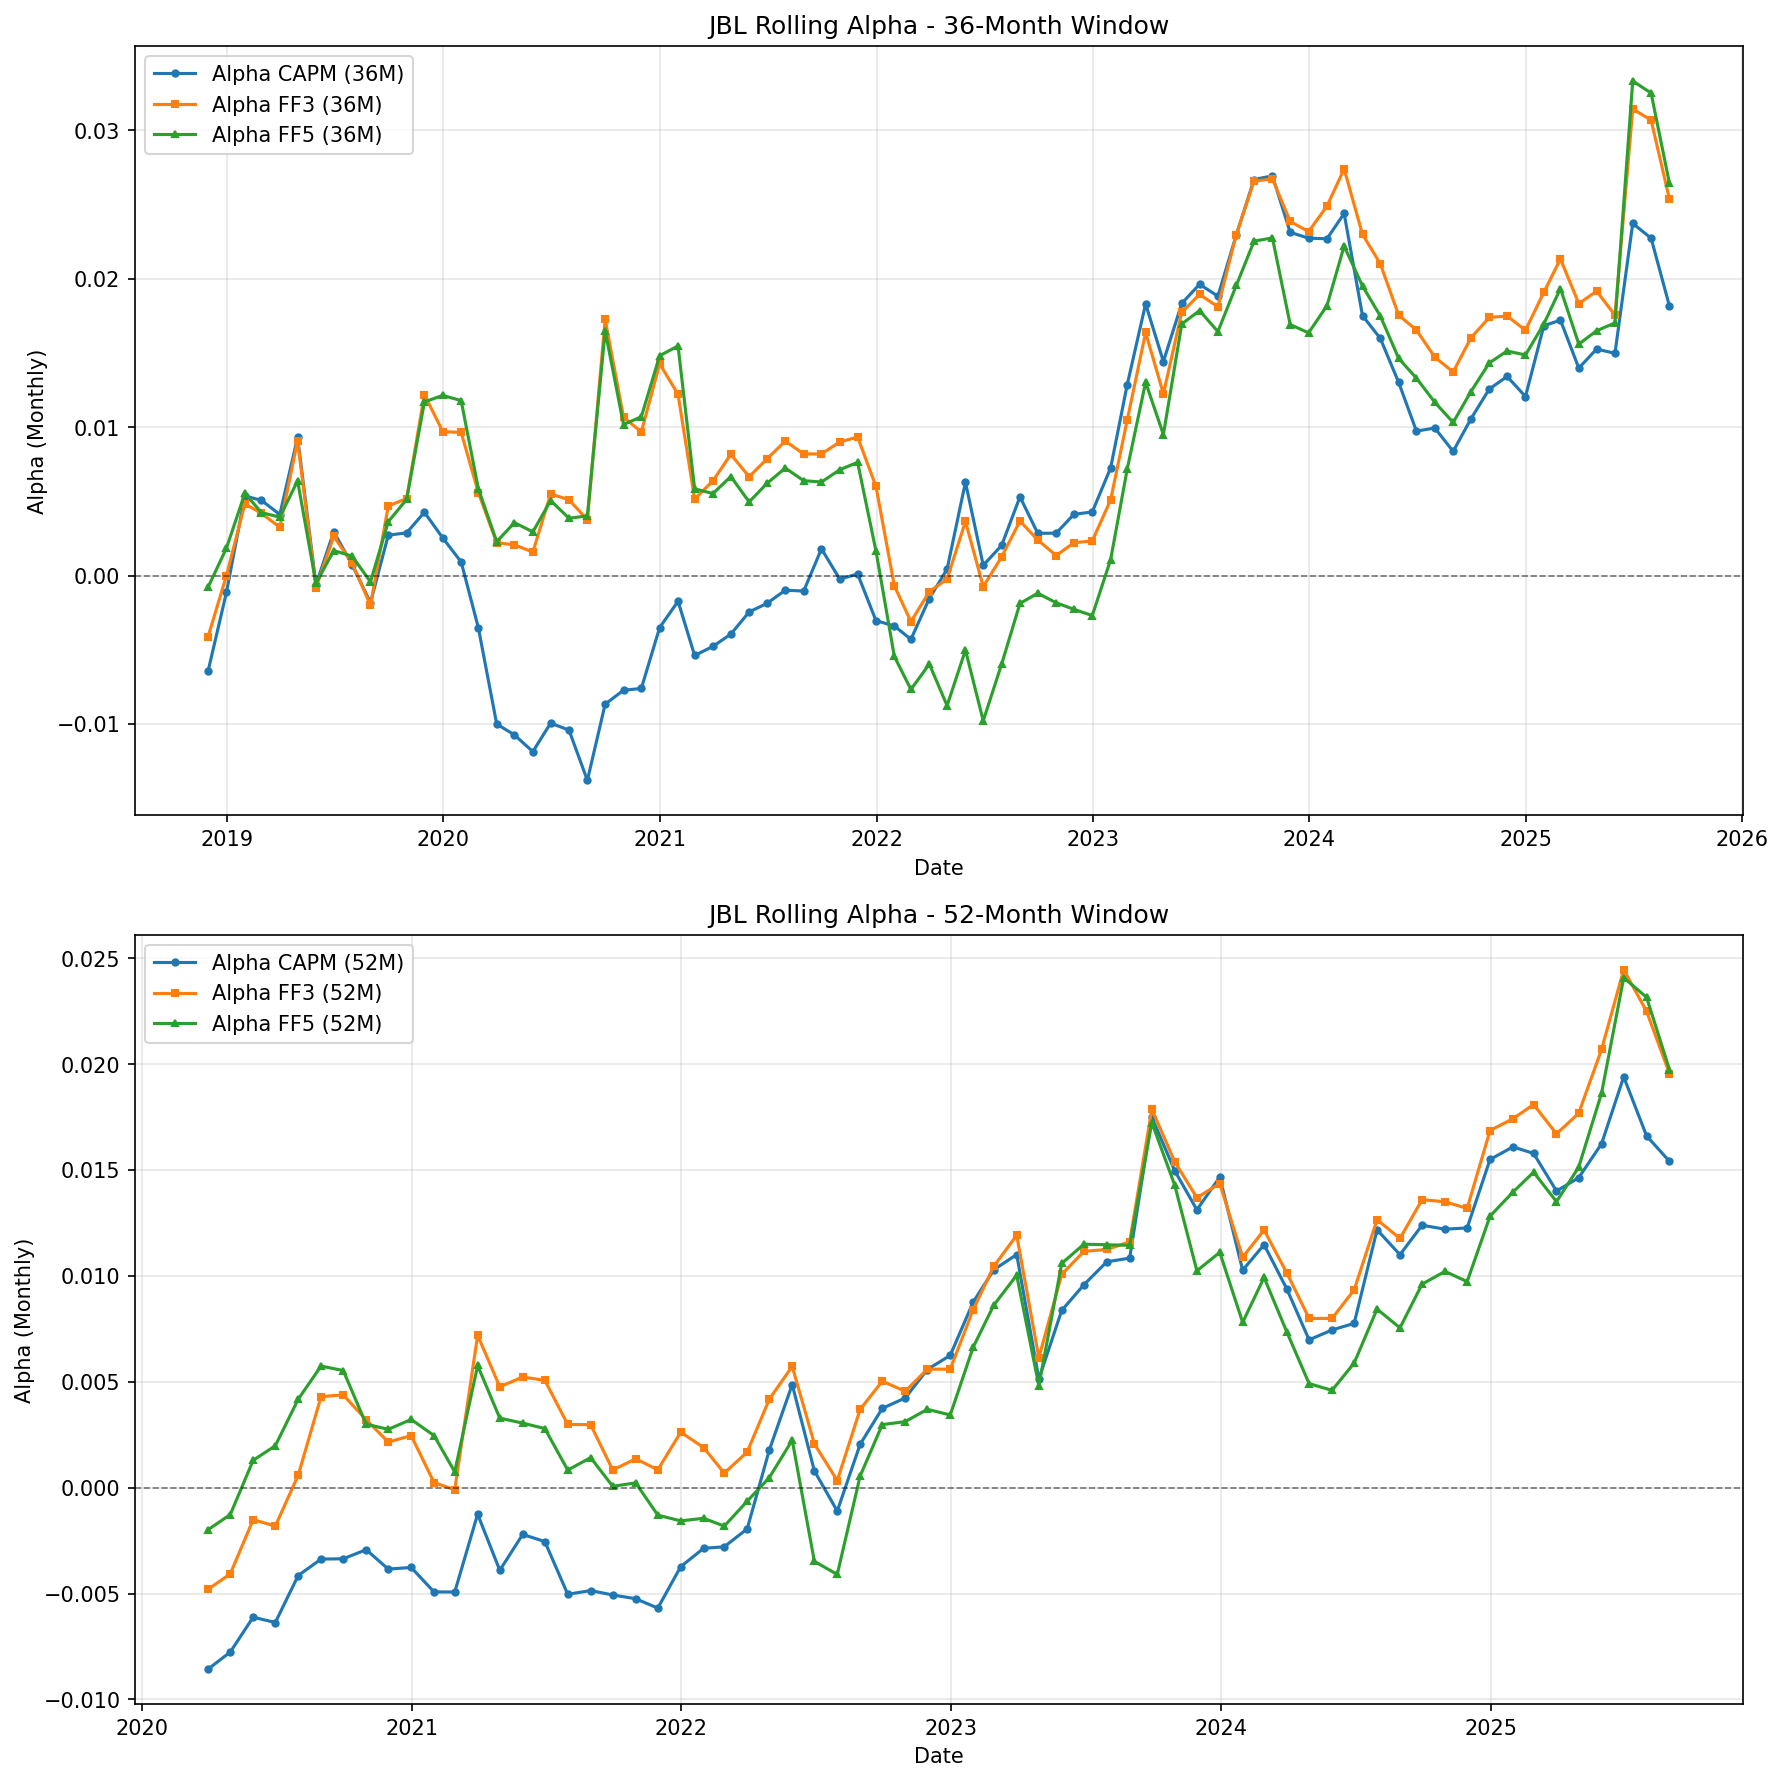 JBL Rolling Alpha - 36-Month Window
Alpha CAPM (36M)
Alpha FF3 (36M)
Alpha FF5 (36M)
Alpha (Monthly)
0.03
0.02
0.01
0.00
−0.01
2019 2020 2021 2022 2023 2024 2025 2026
Date
JBL Rolling Alpha - 52-Month Window
Alpha CAPM (52M)
Alpha FF3 (52M)
Alpha FF5 (52M)
Alpha (Monthly)
0.025
0.020
0.015
0.010
0.005
0.000
−0.005
−0.010
2020 2021 2022 2023 2024 2025
Date